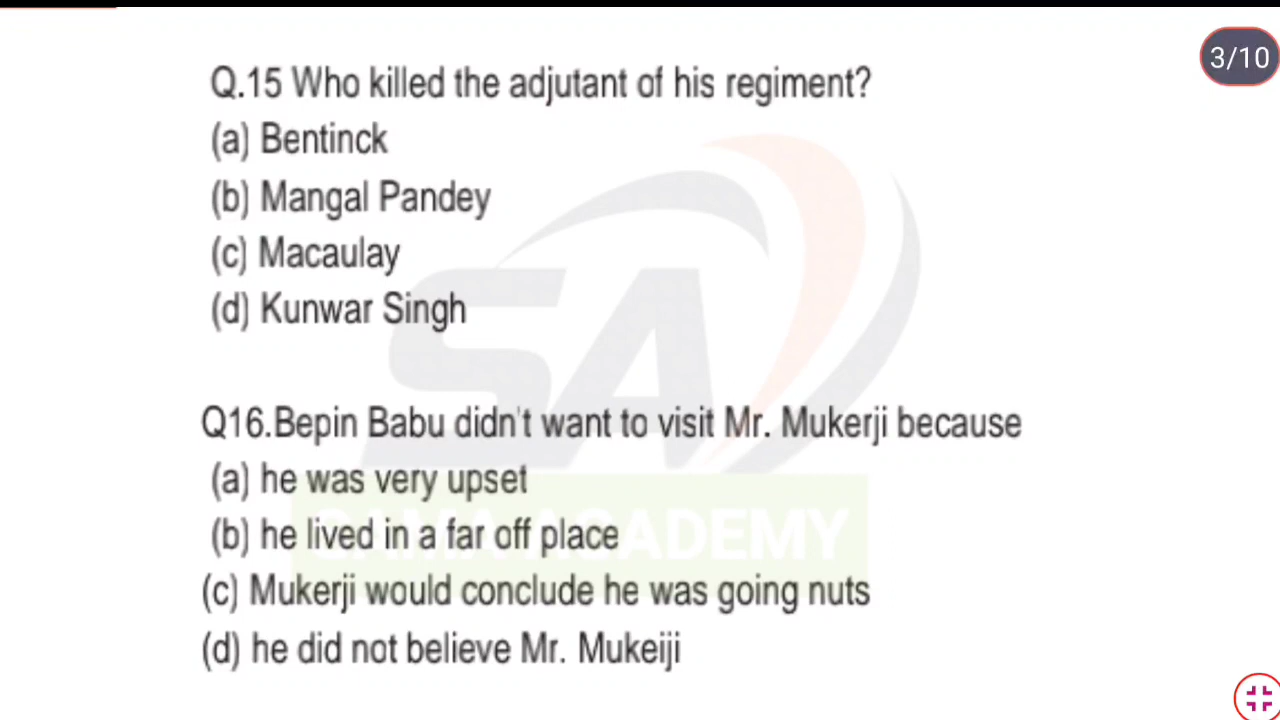 3/10
Q.15 Who killed the adjutant of his regiment?
(a) Bentinck
(b) Mangal Pandey
(c) Macaulay
(d) Kunwar Singh
Q16.Bepin Babu didn't want to visit Mr. Mukerji because
(a) he was very upset
(b) he lived in a far off place
(c) Mukerji would conclude he was going nuts
(d) he did not believe Mr. Mukeiji
SA
ACADEMY